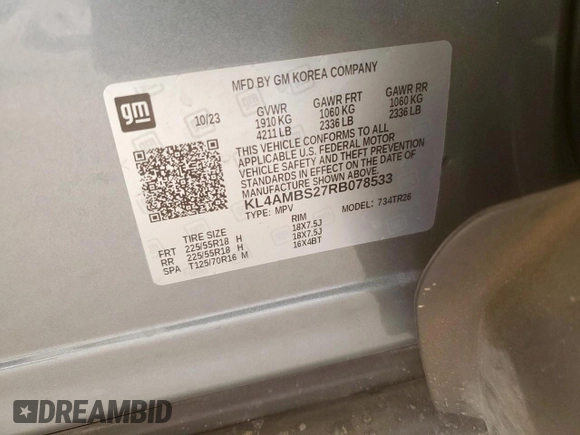 MFD BY GM KOREA COMPANY
gm
10/23
GVWR
1910 KG
4211 LB
GAWR FRT
1060 KG
2336 LB
GAWR RR
1060 KG
2336 LB
THIS VEHICLE CONFORMS TO ALL
APPLICABLE U.S. FEDERAL MOTOR
VEHICLE SAFETY AND THEFT PREVENTION
STANDARDS IN EFFECT ON THE DATE OF
MANUFACTURE SHOWN ABOVE.
KL4AMBS27RB078533
TYPE: MPV MODEL: 734TR26
TIRE SIZE RIM
FRT 225/55R18 H 18X7.5J
RR 225/55R18 H 18X7.5J
SPA T125/70R16 M 16X4BT
DREAMBID